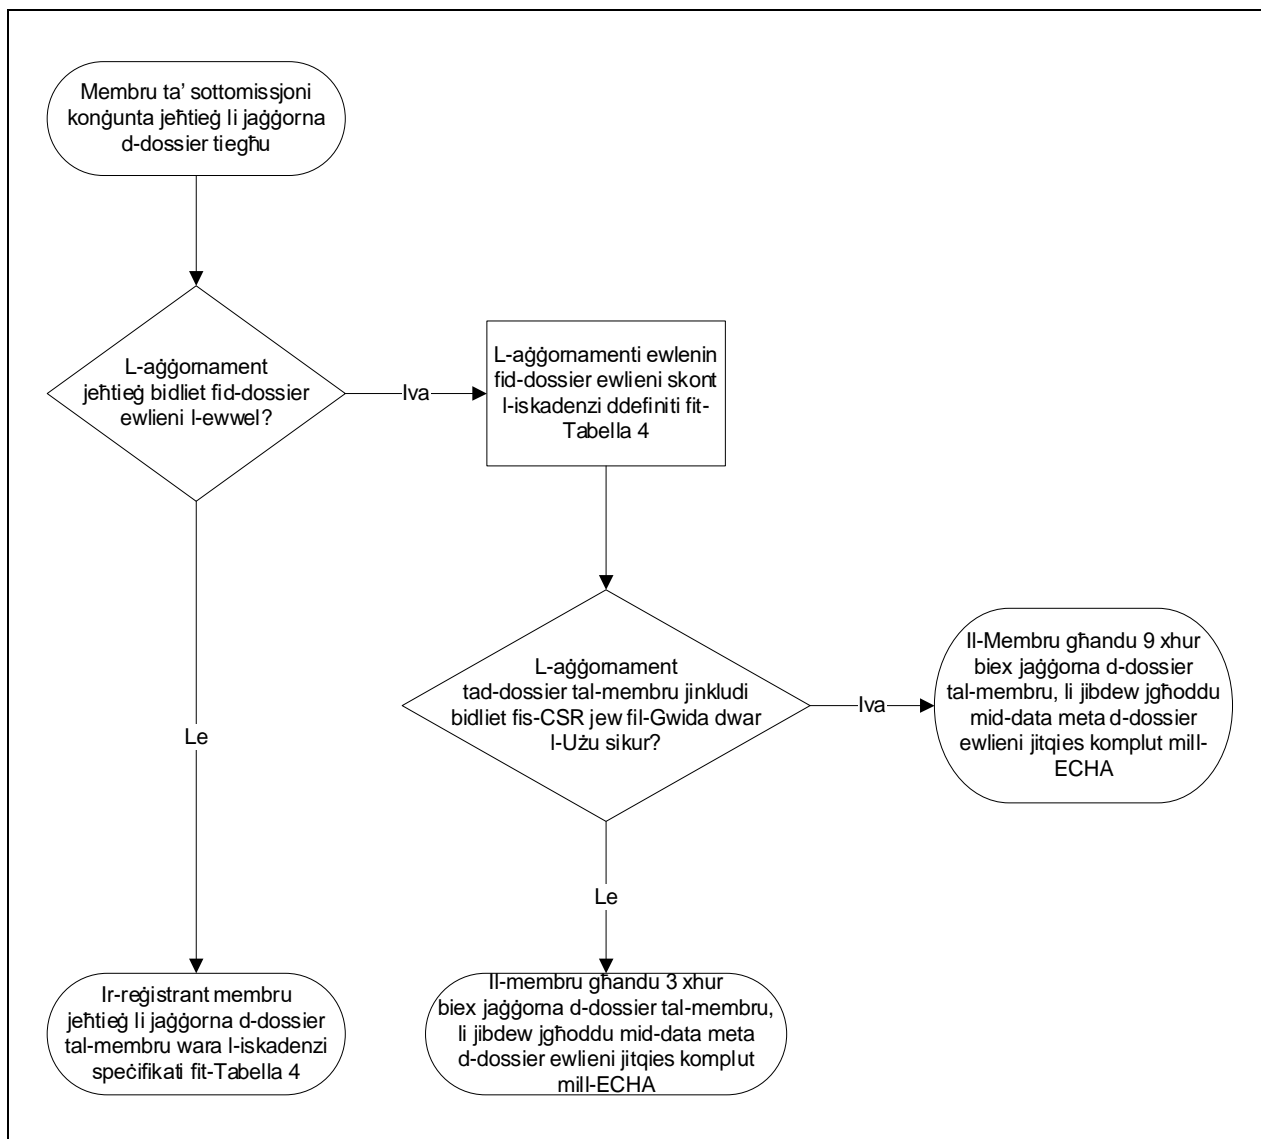 Membru ta' sottomissjoni
konġunta jeħtieġ li jaġġorna
d-dossier tiegħu
L-aġġornament
jeħtieġ bidliet fid-dossier
ewlieni l-ewwel?
Iva
L-aġġornamenti ewlenin
fid-dossier ewlieni skont
l-iskadenzi ddefiniti fit-
Tabella 4
L-aġġornament
tad-dossier tal-membru jinkludi
bidliet fis-CSR jew fil-Gwida dwar
l-Użu sikur?
Iva
Il-Membru għandu 9 xhur
biex jaġġorna d-dossier
tal-membru, li jibdew jgħoddu
mid-data meta d-dossier
ewlieni jitqies komplut mill-
ECHA
Le
Le
Ir-reġistrant membru
jeħtieġ li jaġġorna d-dossier
tal-membru wara l-iskadenzi
speċifikati fit-Tabella 4
Il-membru għandu 3 xhur
biex jaġġorna d-dossier tal-membru,
li jibdew jgħoddu mid-data meta
d-dossier ewlieni jitqies komplut
mill-ECHA